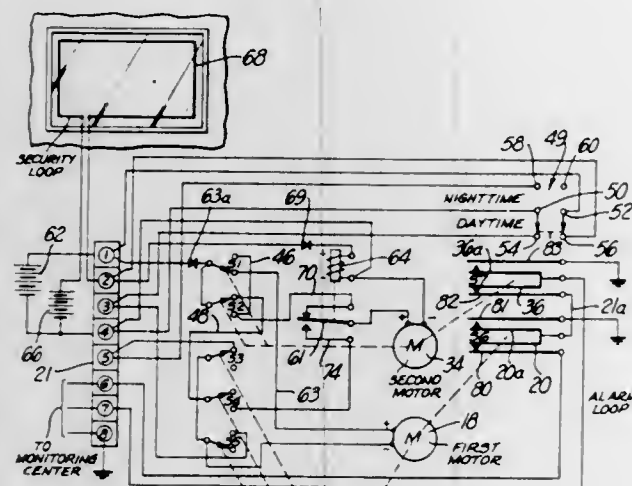 68
SECURITY
LOOP
58
49
60
NIGHTTIME
50
52
DAYTIME
54
T
56
83
63a
69
62
1
46
64
36a
2
70
82
36
3
81
66
4
48
61
74
21a
21
5
M
34
80
20a
20
SECOND
MOTOR
6
63
18
ALARM
LOOP
7
M
TO
MONITORING
CENTER
8
FIRST
MOTOR